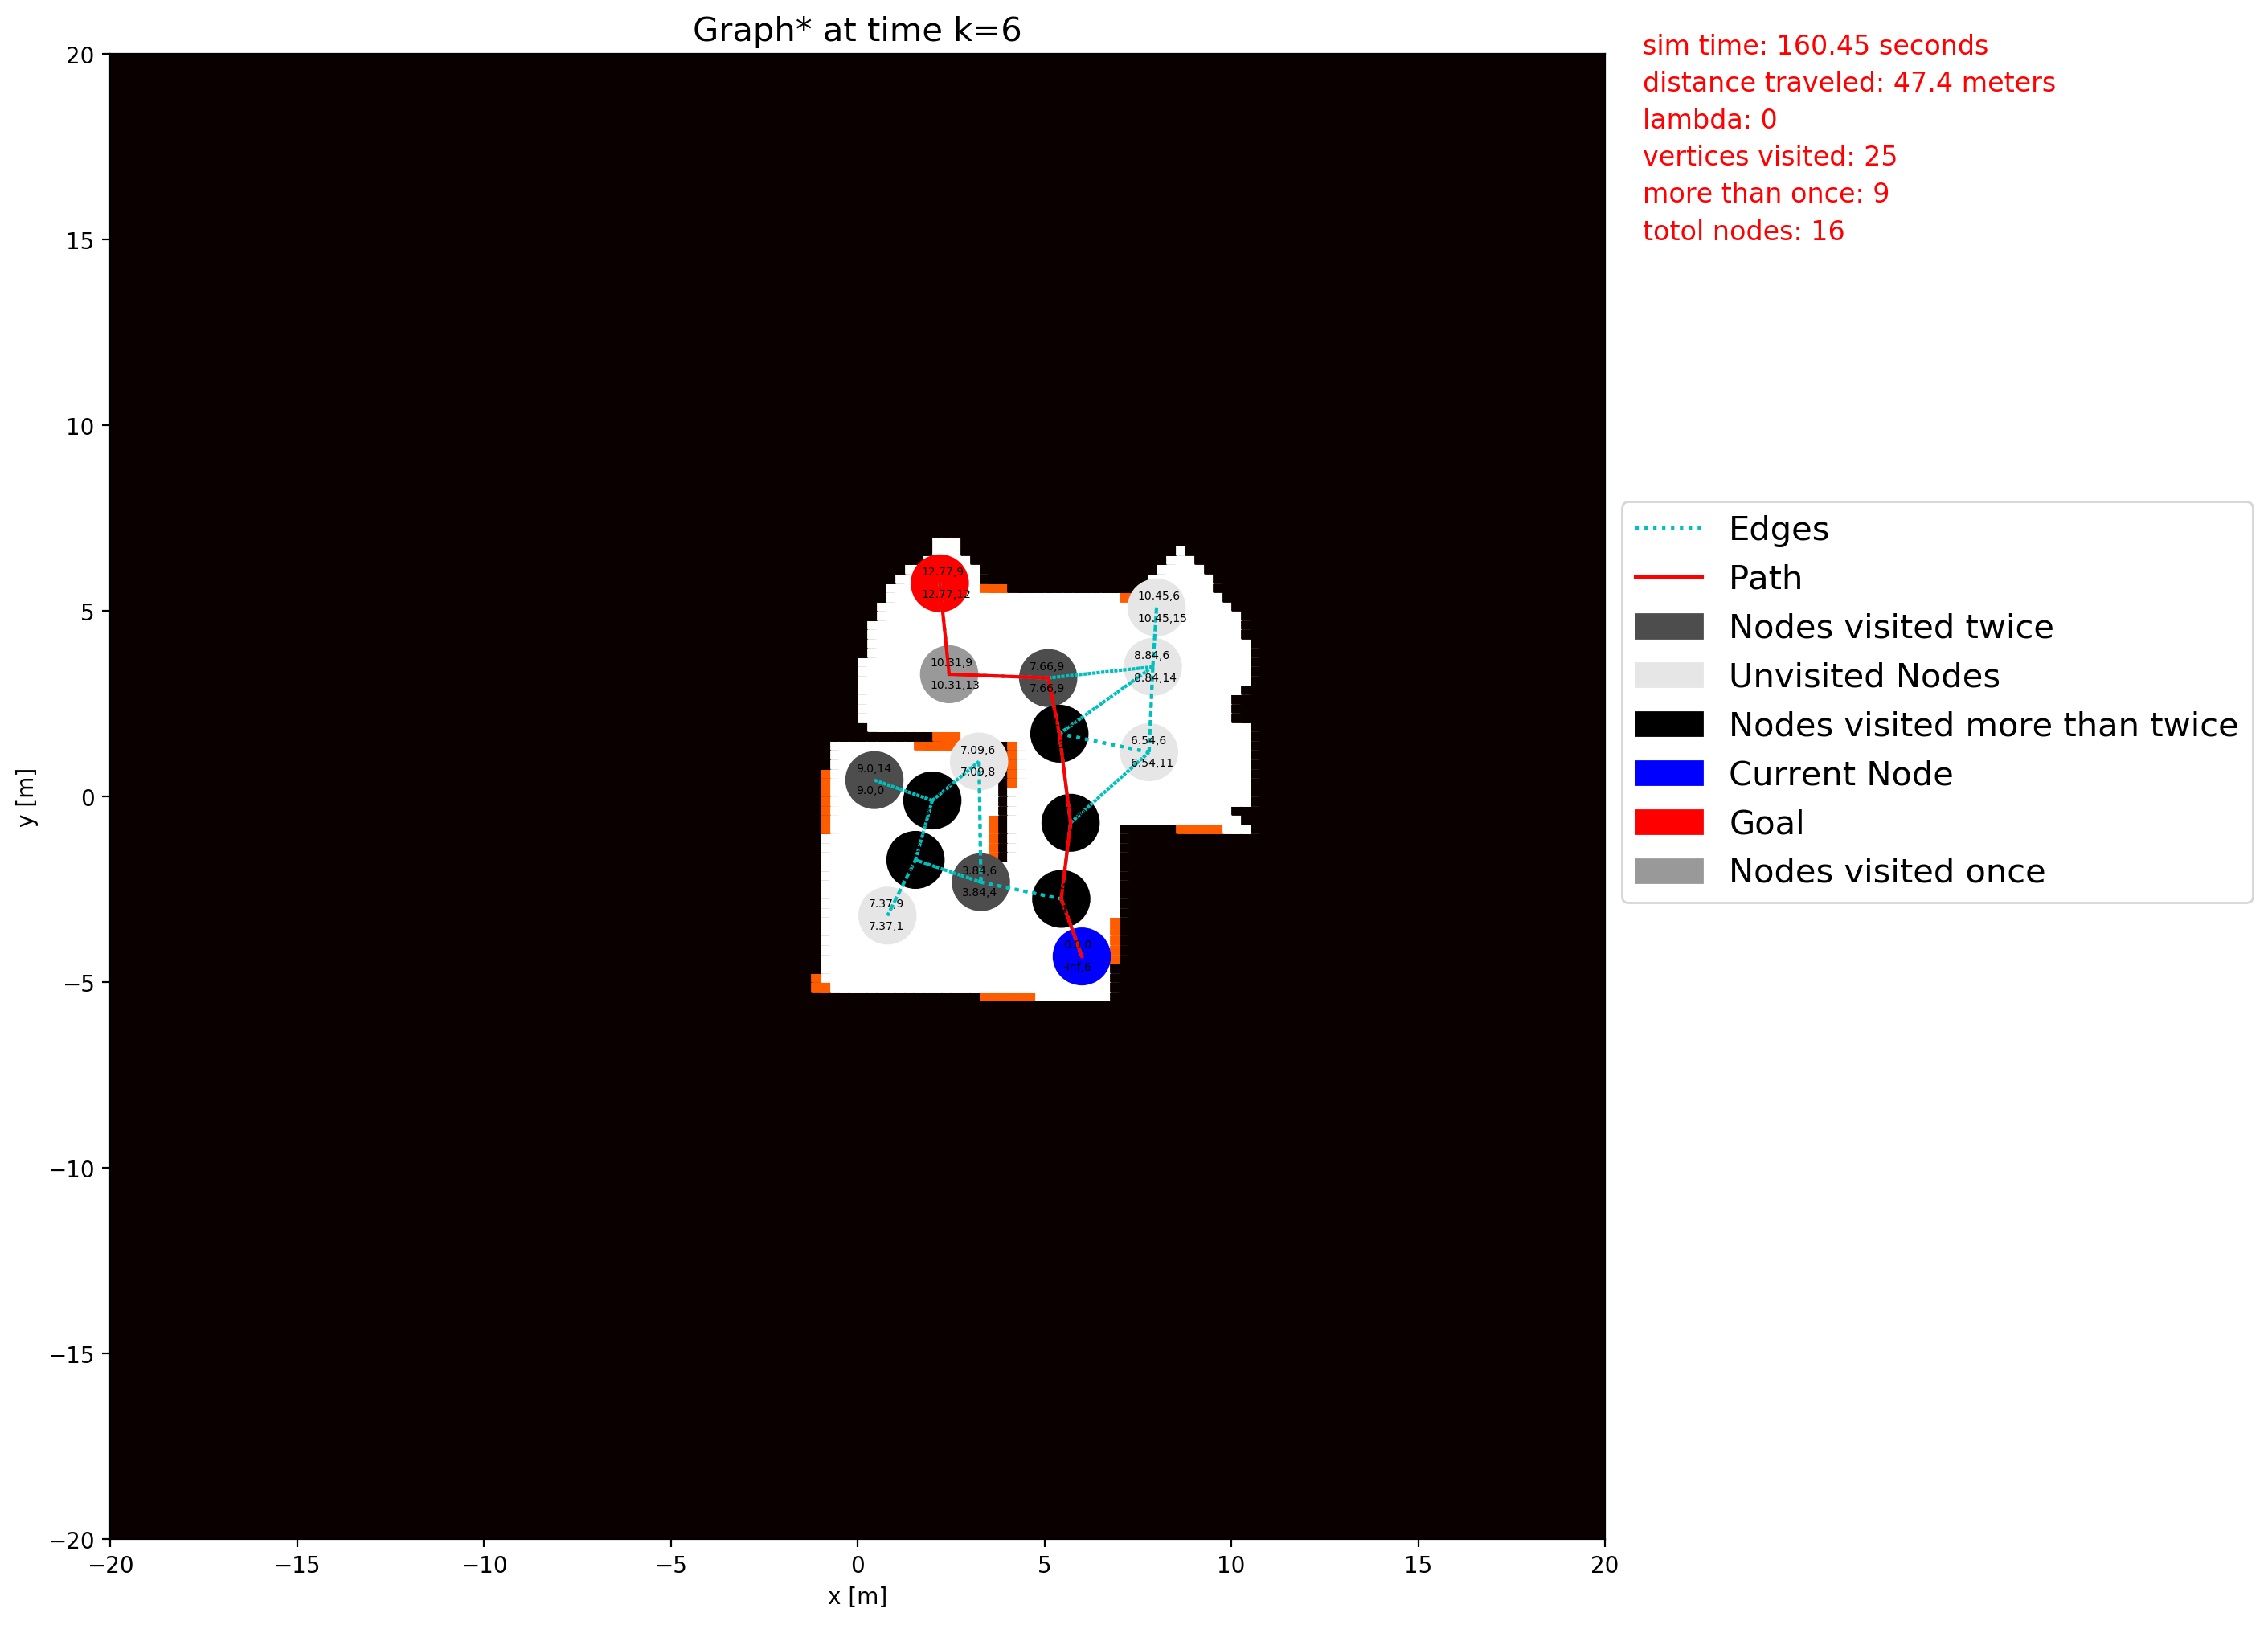 Graph* at time k=6
sim time: 160.45 seconds
distance traveled: 47.4 meters
lambda: 0
vertices visited: 25
more than once: 9
totol nodes: 16
20
15
10
5
0
−5
−10
−15
−20
y [m]
−20
−15
−10
−5
0
5
10
15
20
x [m]
12.77,9
12.77,12
10.45,6
10.45,15
10.31,9
10.31,13
7.66,9
7.66,9
8.84,6
8.84,14
7.09,6
7.09,8
6.54,6
6.54,11
9.0,14
9.0,0
3.84,6
3.84,4
7.37,9
7.37,1
inf,6
Edges
Path
Nodes visited twice
Unvisited Nodes
Nodes visited more than twice
Current Node
Goal
Nodes visited once